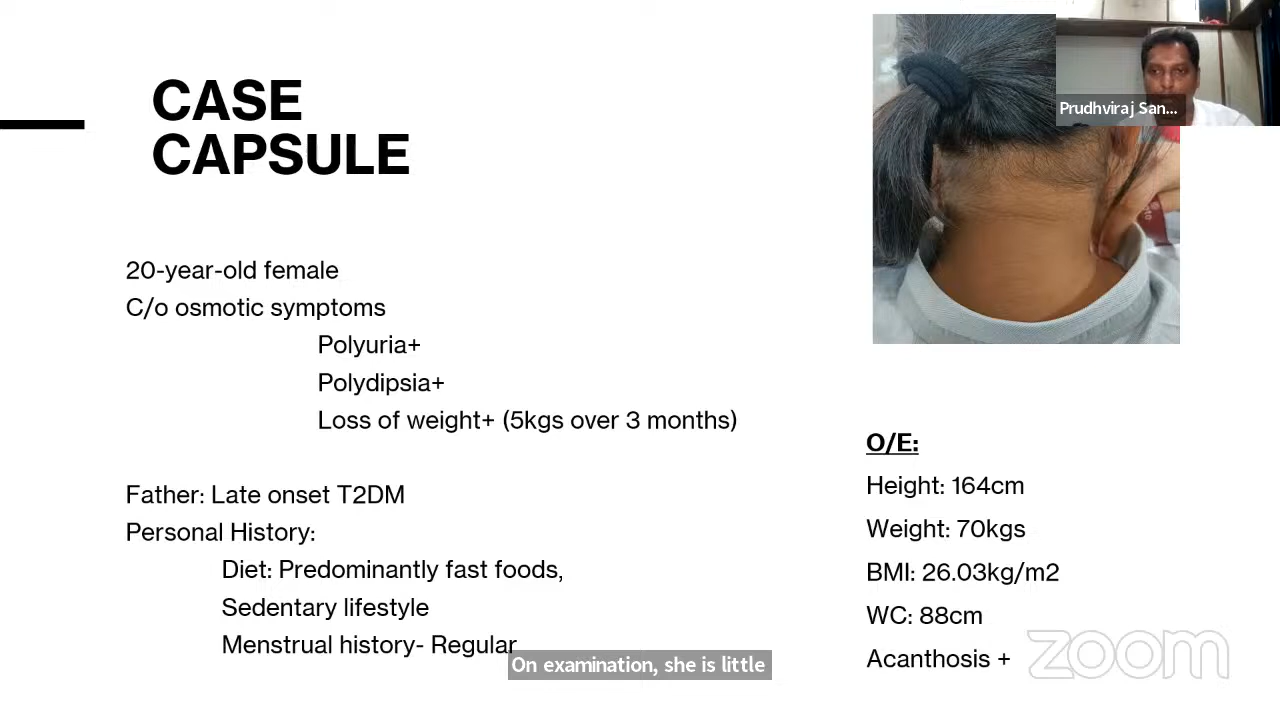 CASE
CAPSULE
Prudhviraj San...
20-year-old female
C/o osmotic symptoms
Polyuria+
Polydipsia+
Loss of weight+ (5kgs over 3 months)
Father: Late onset T2DM
Personal History:
Diet: Predominantly fast foods,
Sedentary lifestyle
Menstrual history- Regular
O/E:
Height: 164cm
Weight: 70kgs
BMI: 26.03kg/m2
WC: 88cm
Acanthosis +
On examination, she is little
zoom